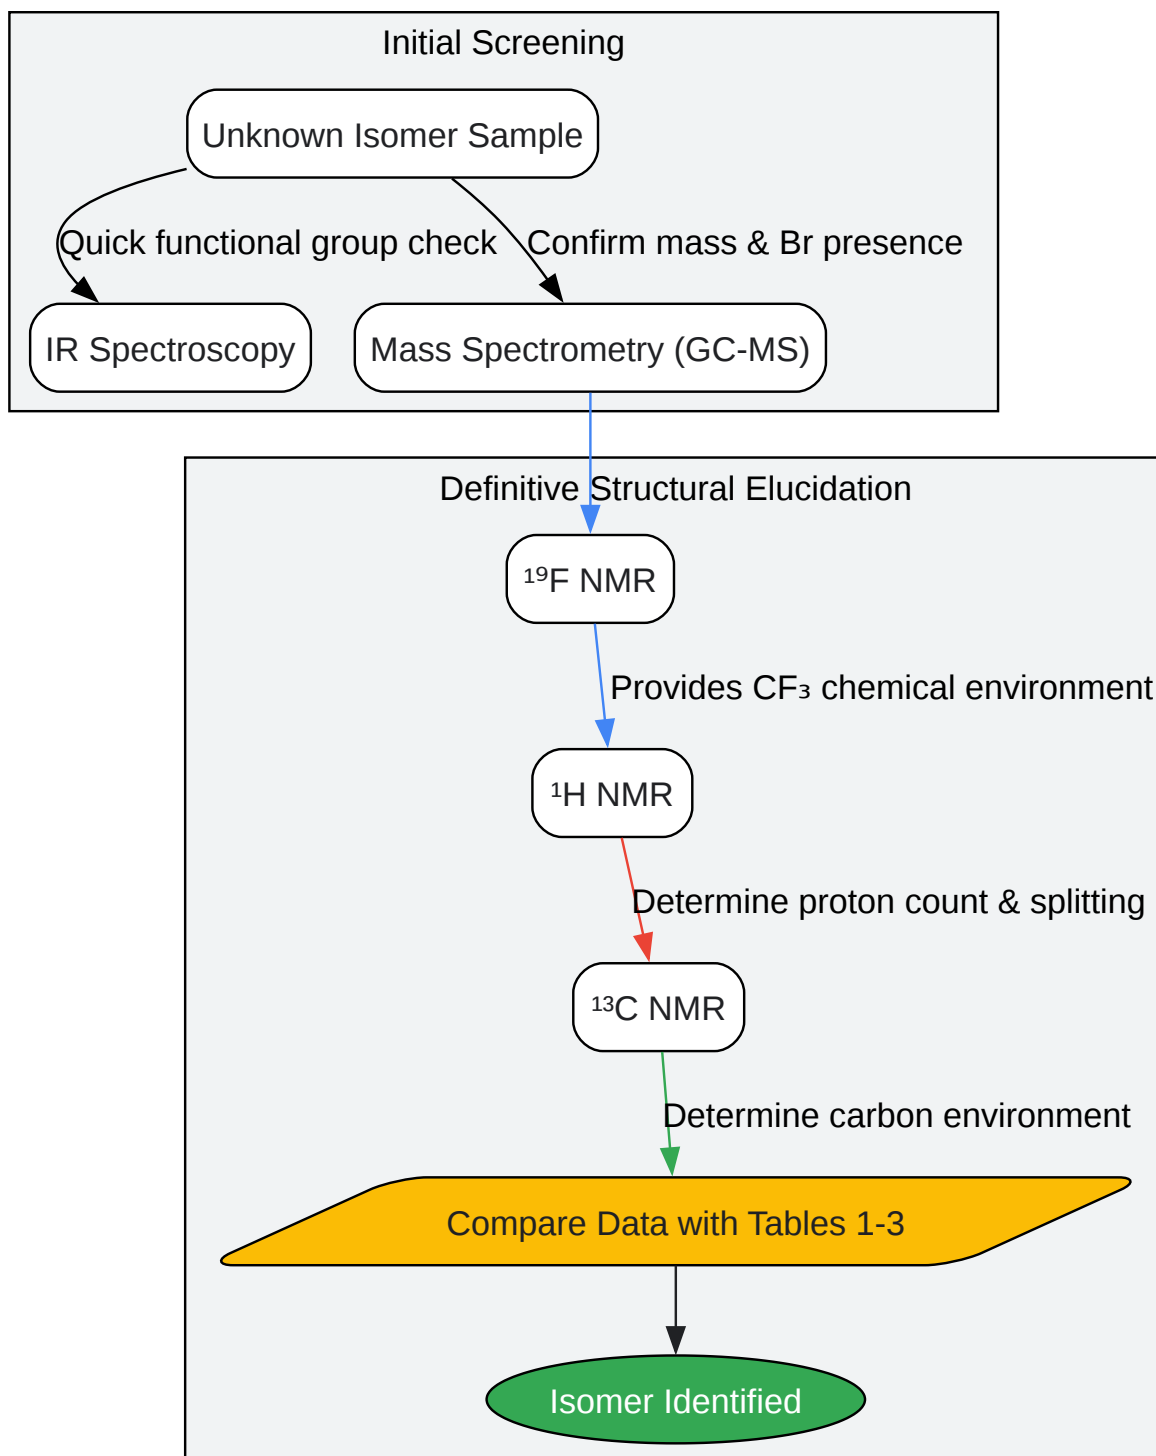 Initial Screening
Unknown Isomer Sample
Quick functional group check
Confirm mass & Br presence
IR Spectroscopy
Mass Spectrometry (GC-MS)
Definitive Structural Elucidation
¹⁹F NMR
Provides CF₃ chemical environment
¹H NMR
Determine proton count & splitting
¹³C NMR
Determine carbon environment
Compare Data with Tables 1-3
Isomer Identified